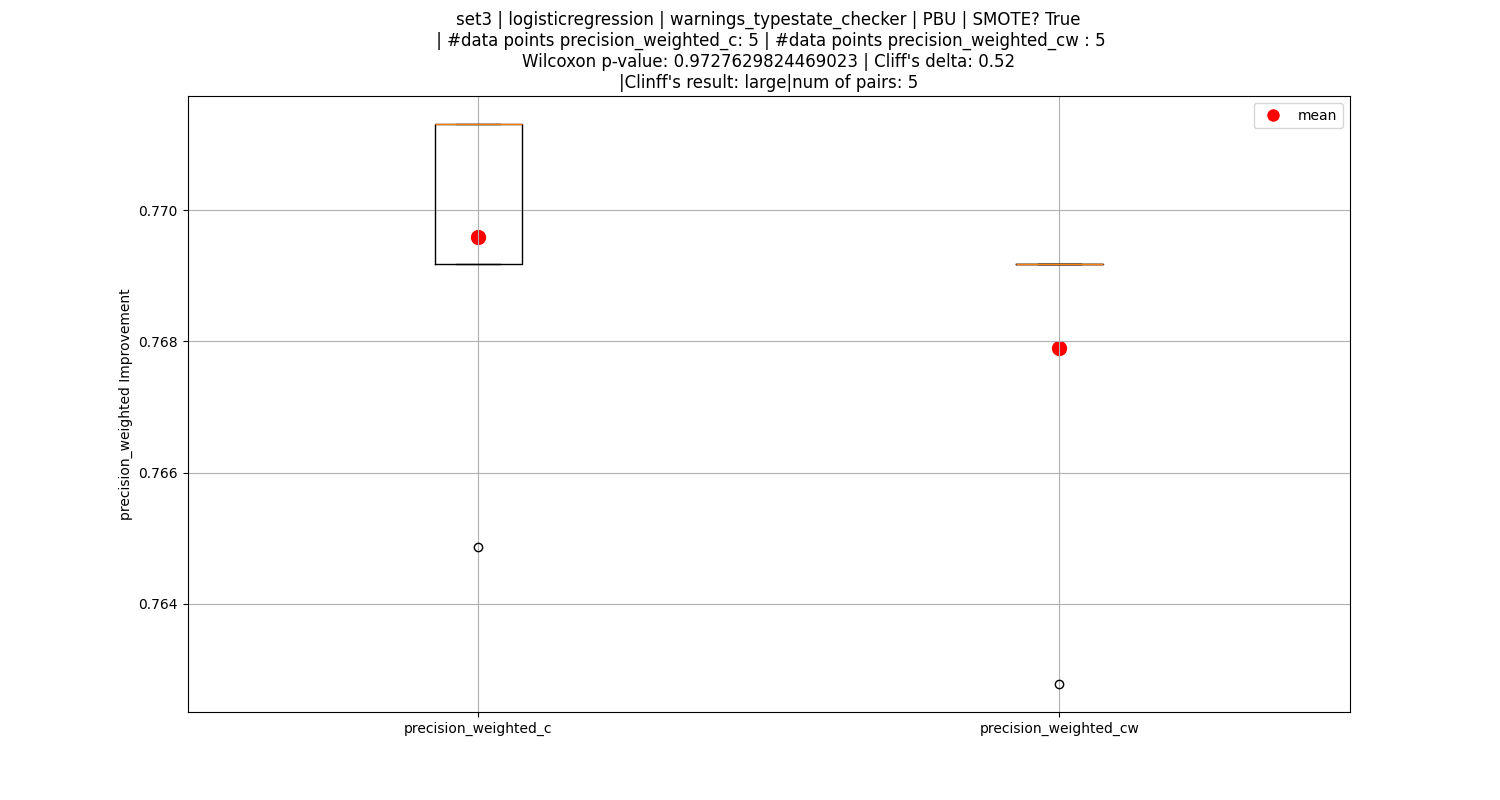 set3 | logisticregression | warnings_typestate_checker | PBU | SMOTE? True
| #data points precision_weighted_c: 5 | #data points precision_weighted_cw : 5
Wilcoxon p-value: 0.9727629824469023 | Cliff's delta: 0.52
|Clinff's result: large|num of pairs: 5
mean
0.770
0.768
0.766
0.764
precision_weighted Improvement
precision_weighted_c
precision_weighted_cw